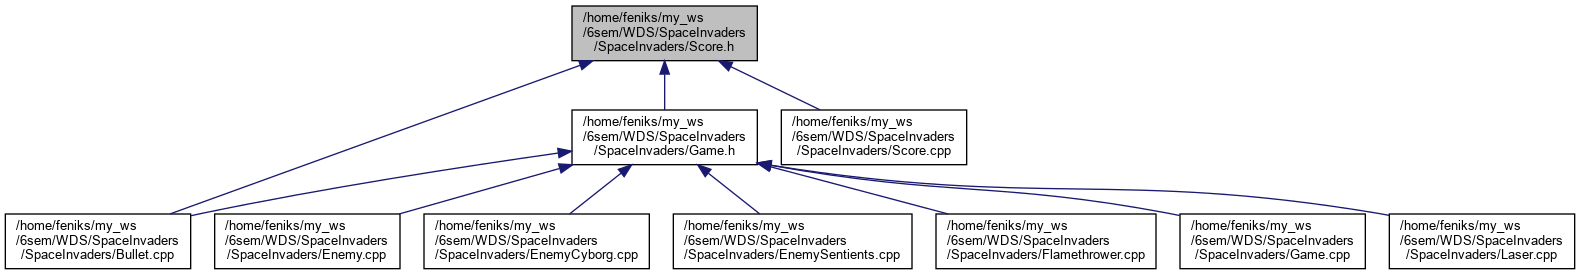 /home/feniks/my_ws
/6sem/WDS/SpaceInvaders
/SpaceInvaders/Score.h
/home/feniks/my_ws
/6sem/WDS/SpaceInvaders
/SpaceInvaders/Game.h
/home/feniks/my_ws
/6sem/WDS/SpaceInvaders
/SpaceInvaders/Score.cpp
/home/feniks/my_ws
/6sem/WDS/SpaceInvaders
/SpaceInvaders/Bullet.cpp
/home/feniks/my_ws
/6sem/WDS/SpaceInvaders
/SpaceInvaders/Enemy.cpp
/home/feniks/my_ws
/6sem/WDS/SpaceInvaders
/SpaceInvaders/EnemyCyborg.cpp
/home/feniks/my_ws
/6sem/WDS/SpaceInvaders
/SpaceInvaders/EnemySentients.cpp
/home/feniks/my_ws
/6sem/WDS/SpaceInvaders
/SpaceInvaders/Flamethrower.cpp
/home/feniks/my_ws
/6sem/WDS/SpaceInvaders
/SpaceInvaders/Game.cpp
/home/feniks/my_ws
/6sem/WDS/SpaceInvaders
/SpaceInvaders/Laser.cpp